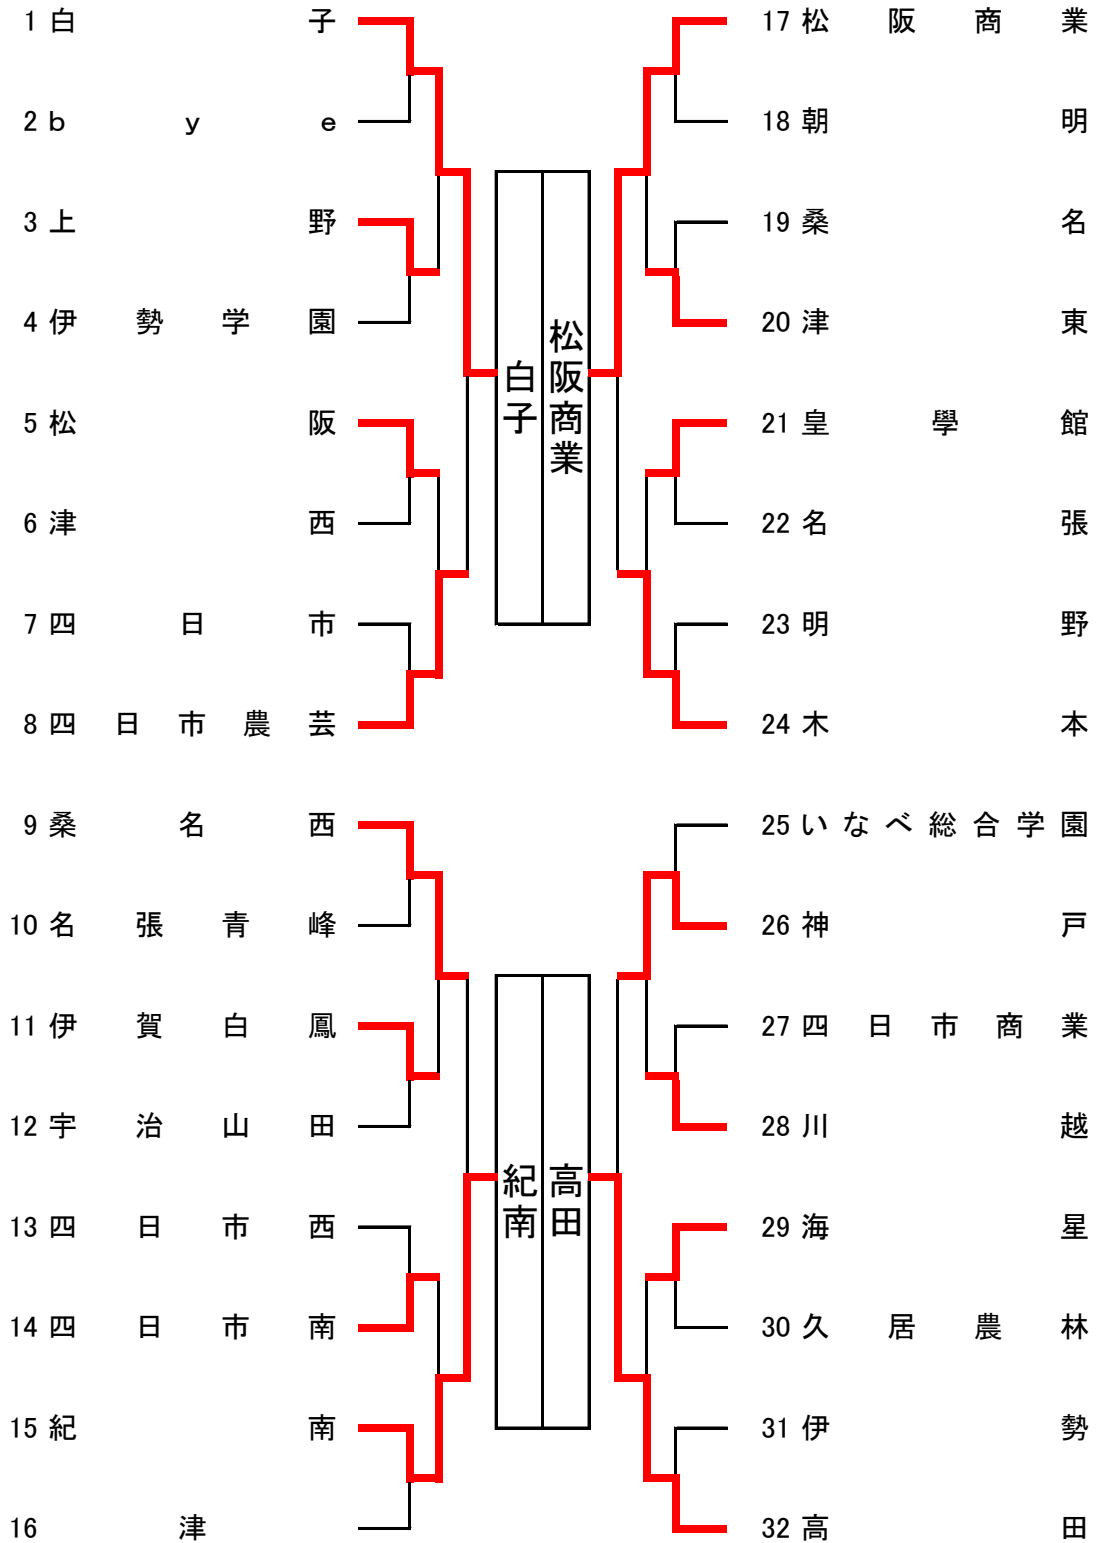 1 白子
2 ｂｙｅ
3 上野
4 伊勢学園
5 松阪
6 津西
7 四日市
8 四日市農芸
9 桑名西
10 名張青峰
11 伊賀白鳳
12 宇治山田
13 四日市西
14 四日市南
15 紀南
16 津
白子
松阪商業
紀南
高田
17 松阪商業
18 朝明
19 桑名
20 津東
21 皇學館
22 名張
23 明野
24 木本
25 いなべ総合学園
26 神戸
27 四日市商業
28 川越
29 海星
30 久居農林
31 伊勢
32 高田